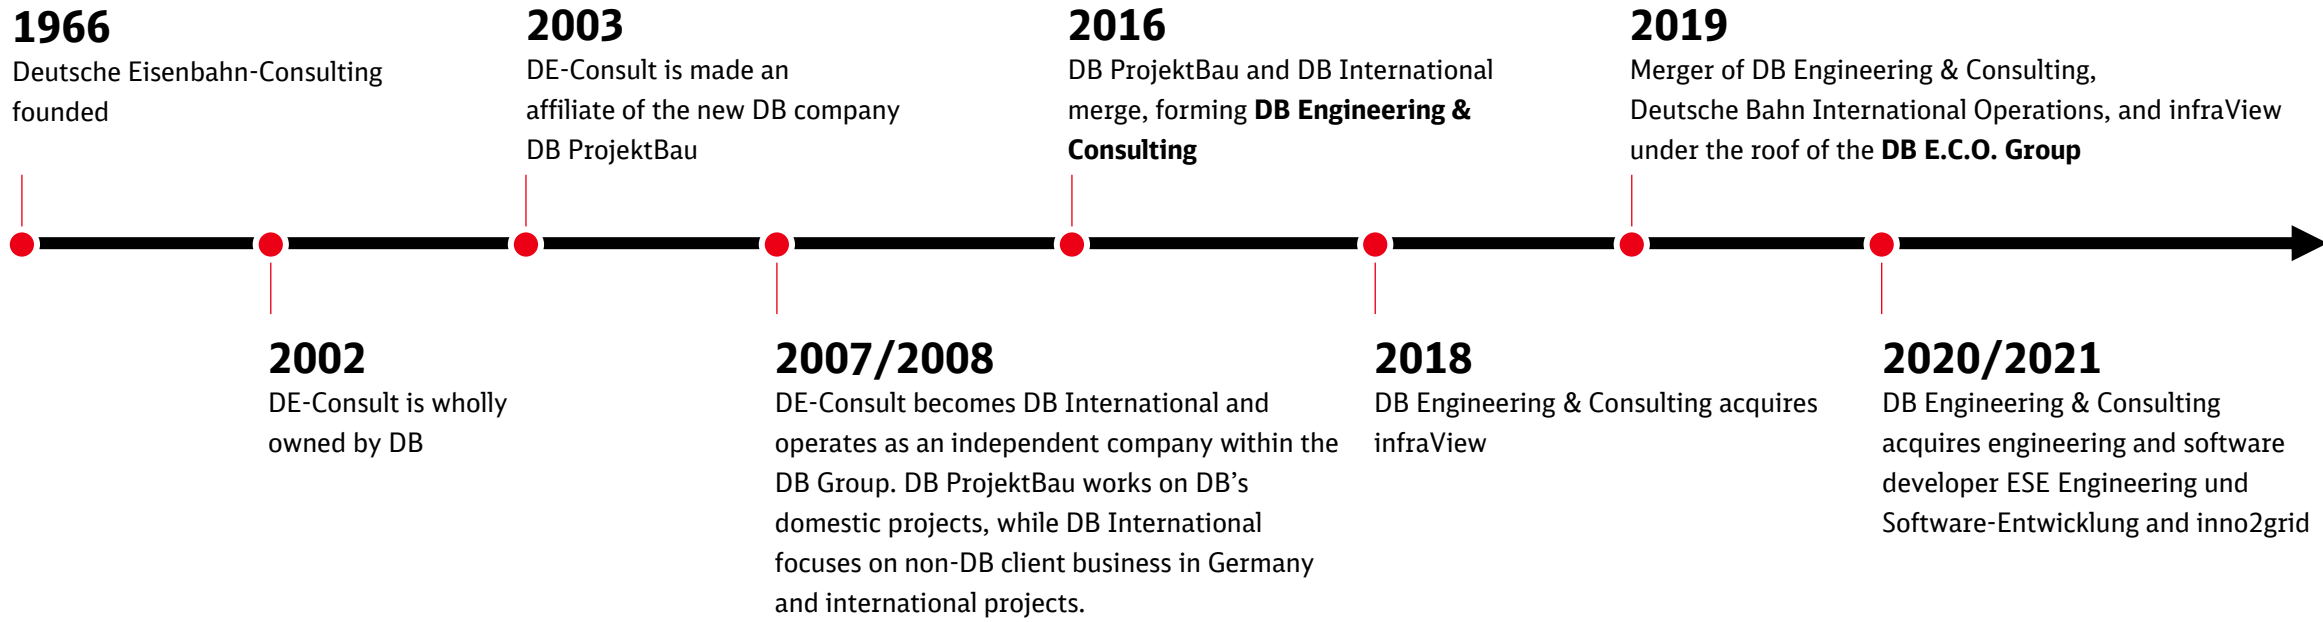 1966
Deutsche Eisenbahn-Consulting
founded
2003
DE-Consult is made an
affiliate of the new DB company
DB ProjektBau
2016
DB ProjektBau and DB International
merge, forming DB Engineering &
Consulting
2019
Merger of DB Engineering & Consulting,
Deutsche Bahn International Operations, and infraView
under the roof of the DB E.C.O. Group
2002
DE-Consult is wholly
owned by DB
2007/2008
DE-Consult becomes DB International and
operates as an independent company within the
DB Group. DB ProjektBau works on DB’s
domestic projects, while DB International
focuses on non-DB client business in Germany
and international projects.
2018
DB Engineering & Consulting acquires
infraView
2020/2021
DB Engineering & Consulting
acquires engineering and software
developer ESE Engineering und
Software-Entwicklung and inno2grid